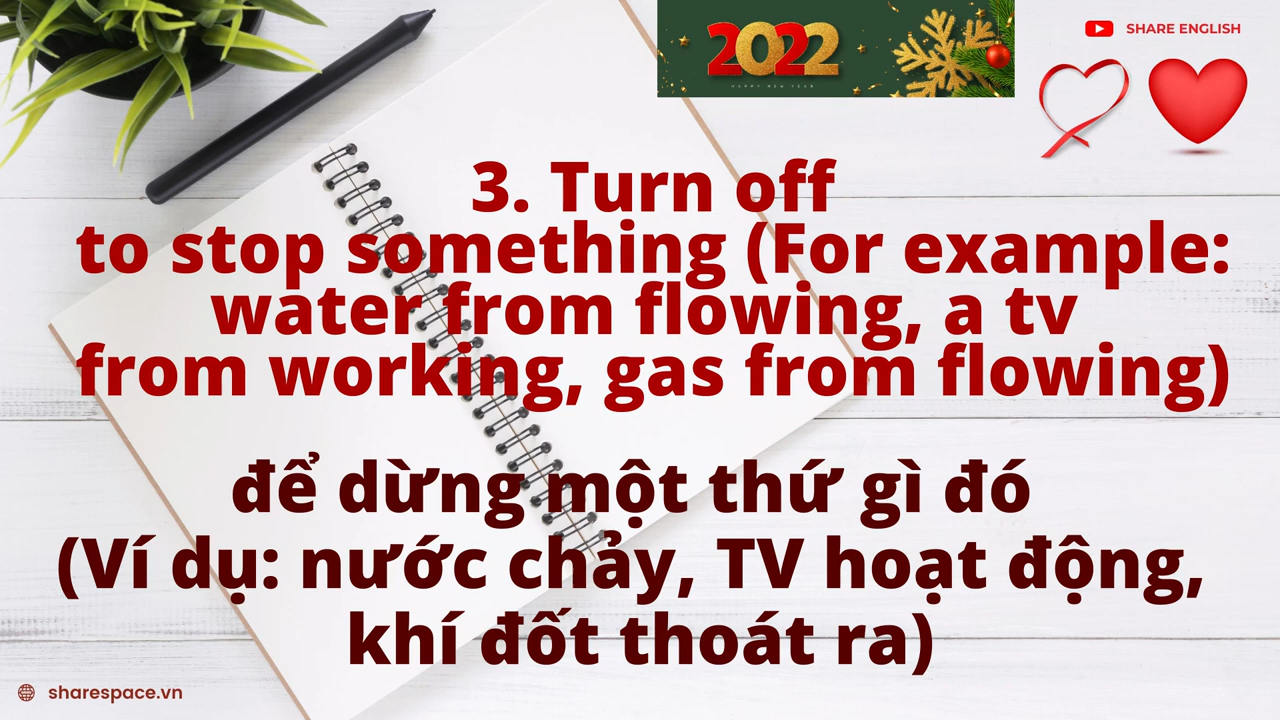 2022
HAPPY NEW YEAR
SHARE ENGLISH
3. Turn off
to stop something (For example:
water from flowing, a tv
from working, gas from flowing)
để dừng một thứ gì đó
(Ví dụ: nước chảy, TV hoạt động,
khí đốt thoát ra)
sharespace.vn